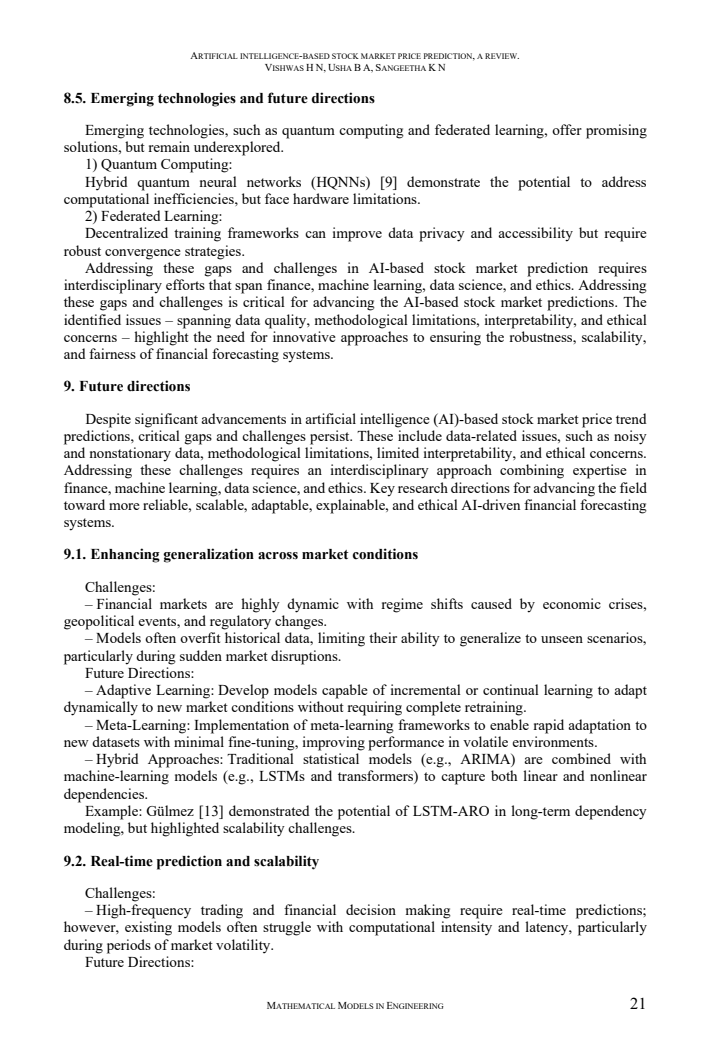 ARTIFICIAL INTELLIGENCE-BASED STOCK MARKET PRICE PREDICTION, A REVIEW.
VISHWAS H N, USHA B A, SANGEETHA K N
8.5. Emerging technologies and future directions
Emerging technologies, such as quantum computing and federated learning, offer promising
solutions, but remain underexplored.
1) Quantum Computing:
Hybrid quantum neural networks (HQNNs) [9] demonstrate the potential to address
computational inefficiencies, but face hardware limitations.
2) Federated Learning:
Decentralized training frameworks can improve data privacy and accessibility but require
robust convergence strategies.
Addressing these gaps and challenges in AI-based stock market prediction requires
interdisciplinary efforts that span finance, machine learning, data science, and ethics. Addressing
these gaps and challenges is critical for advancing the AI-based stock market predictions. The
identified issues – spanning data quality, methodological limitations, interpretability, and ethical
concerns – highlight the need for innovative approaches to ensuring the robustness, scalability,
and fairness of financial forecasting systems.
9. Future directions
Despite significant advancements in artificial intelligence (AI)-based stock market price trend
predictions, critical gaps and challenges persist. These include data-related issues, such as noisy
and nonstationary data, methodological limitations, limited interpretability, and ethical concerns.
Addressing these challenges requires an interdisciplinary approach combining expertise in
finance, machine learning, data science, and ethics. Key research directions for advancing the field
toward more reliable, scalable, adaptable, explainable, and ethical AI-driven financial forecasting
systems.
9.1. Enhancing generalization across market conditions
Challenges:
– Financial markets are highly dynamic with regime shifts caused by economic crises,
geopolitical events, and regulatory changes.
– Models often overfit historical data, limiting their ability to generalize to unseen scenarios,
particularly during sudden market disruptions.
Future Directions:
– Adaptive Learning: Develop models capable of incremental or continual learning to adapt
dynamically to new market conditions without requiring complete retraining.
– Meta-Learning: Implementation of meta-learning frameworks to enable rapid adaptation to
new datasets with minimal fine-tuning, improving performance in volatile environments.
– Hybrid Approaches: Traditional statistical models (e.g., ARIMA) are combined with
machine-learning models (e.g., LSTMs and transformers) to capture both linear and nonlinear
dependencies.
Example: Gülmez [13] demonstrated the potential of LSTM-ARO in long-term dependency
modeling, but highlighted scalability challenges.
9.2. Real-time prediction and scalability
Challenges:
– High-frequency trading and financial decision making require real-time predictions;
however, existing models often struggle with computational intensity and latency, particularly
during periods of market volatility.
Future Directions:
MATHEMATICAL MODELS IN ENGINEERING 21